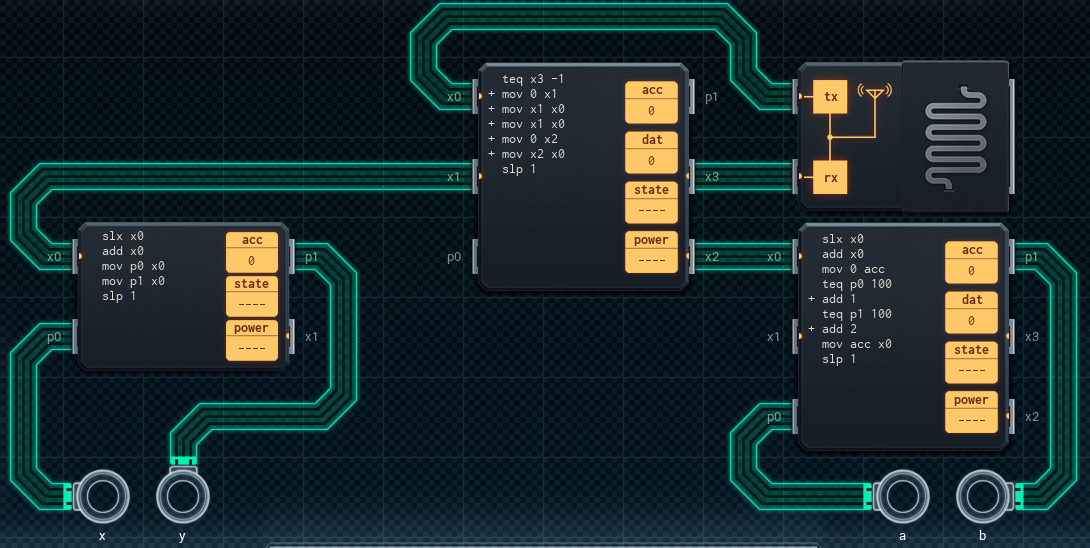 x0
teq x3 -1
+ mov 0 x1
+ mov x1 x0
+ mov x1 x0
+ mov 0 x2
+ mov x2 x0
slp 1
acc
0
dat
0
state
----
power
----
p1
x1
x3
p0
x2
tx
rx
x0
slx x0
add x0
mov p0 x0
mov p1 x0
slp 1
acc
0
state
----
power
----
p1
p0
x1
x0
slx x0
add x0
mov 0 acc
teq p0 100
+ add 1
teq p1 100
+ add 2
mov acc x0
slp 1
acc
0
dat
0
state
----
power
----
p1
x1
x3
p0
x2
x
y
a
b